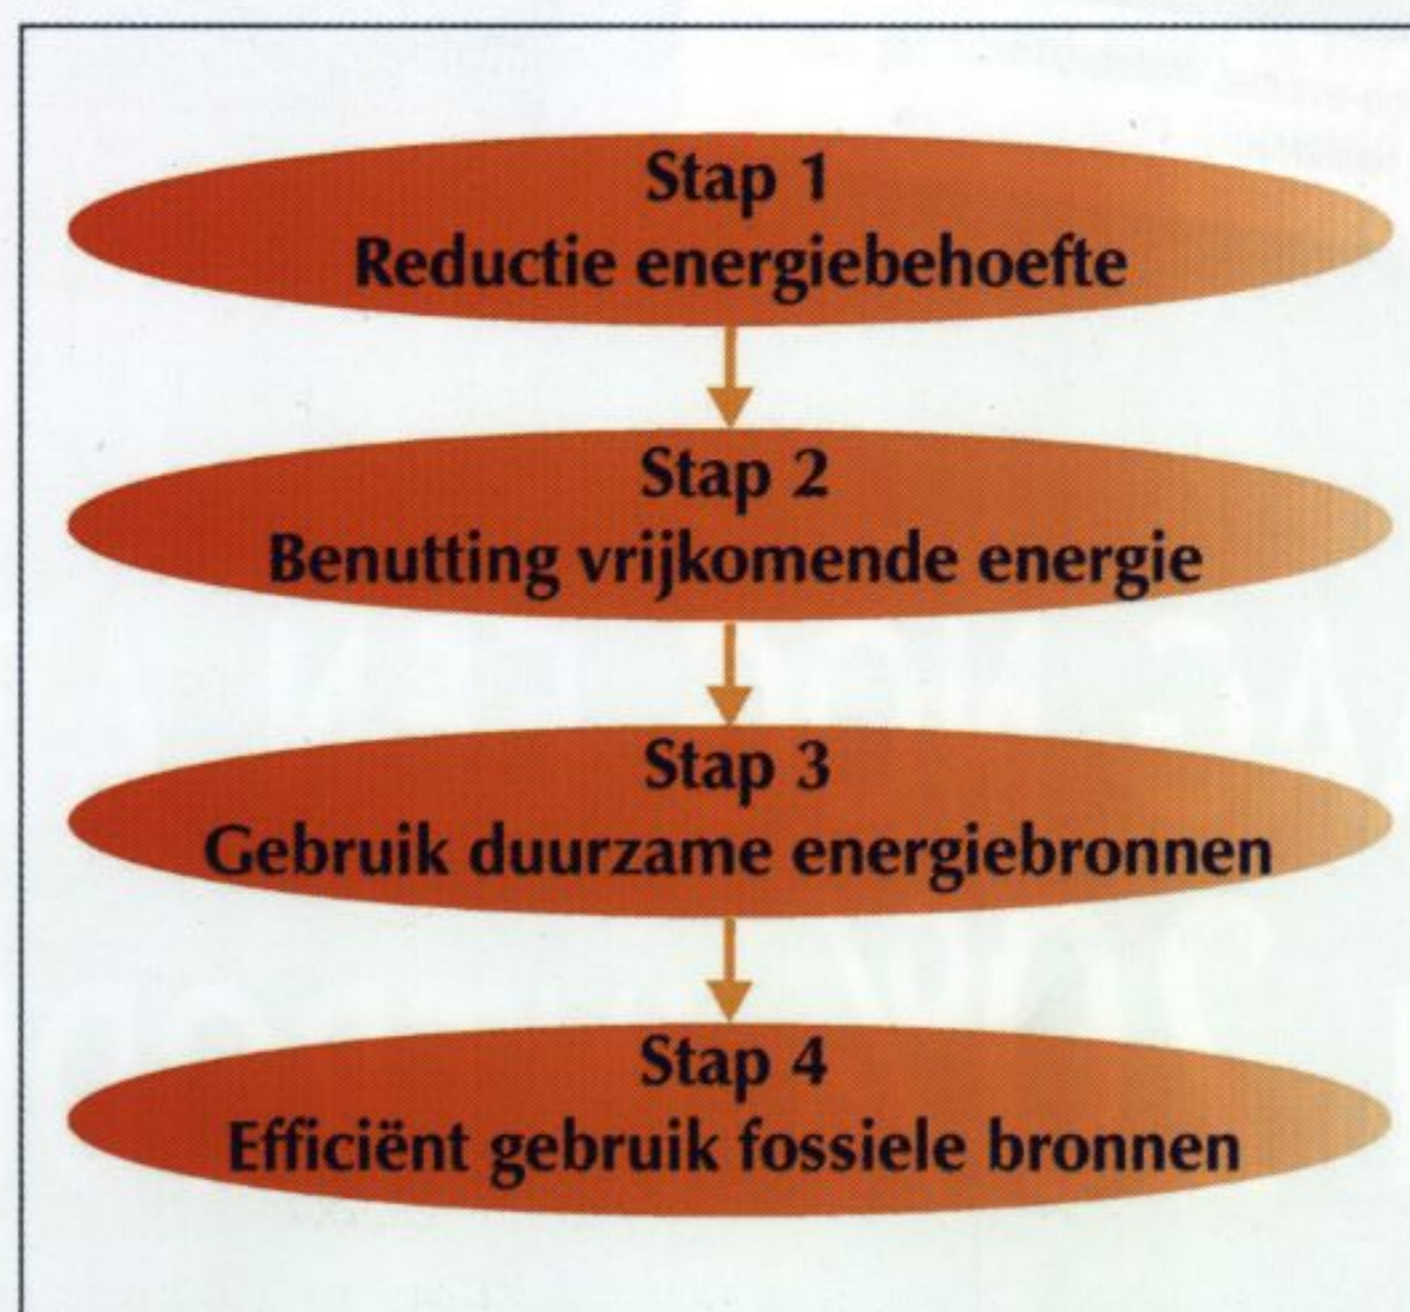 Stap 1
Reductie energiebehoefte
Stap 2
Benutting vrijkomende energie
Stap 3
Gebruik duurzame energiebronnen
Stap 4
Efficiënt gebruik fossiele bronnen